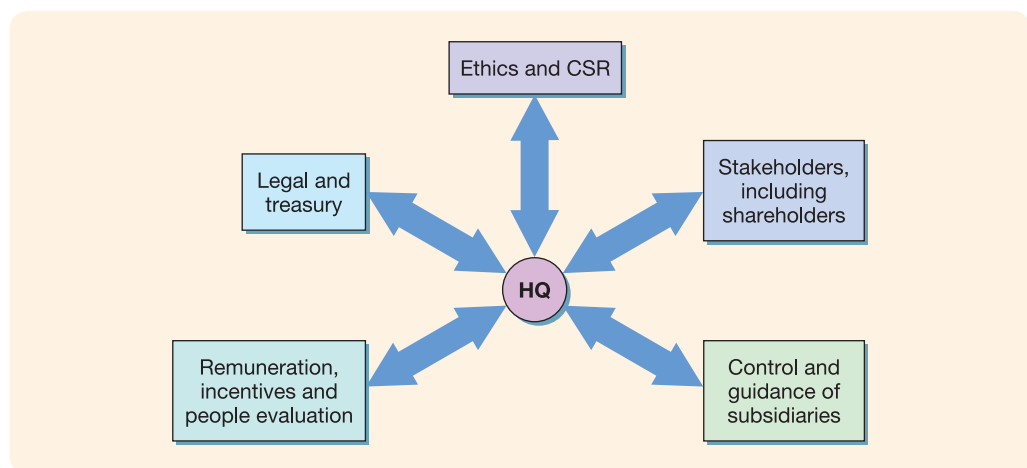 Ethics and CSR
Legal and
treasury
Stakeholders,
including
shareholders
HQ
Remuneration,
incentives and
people evaluation
Control and
guidance of
subsidiaries